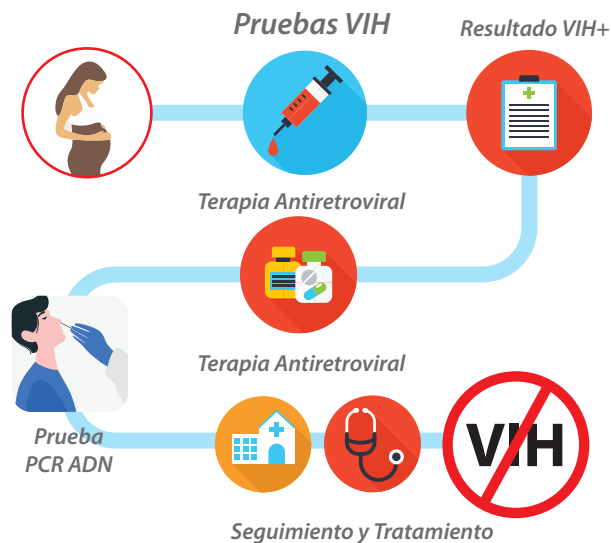 Pruebas VIH
Resultado VIH+
Terapia Antiretroviral
Terapia Antiretroviral
Prueba
PCR ADN
VIH
Seguimiento y Tratamiento